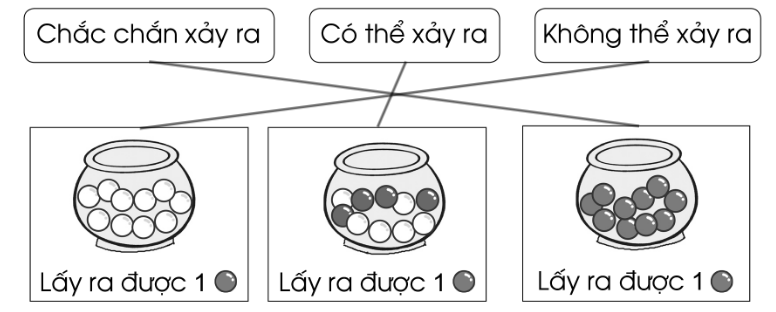 Chắc chắn xảy ra
Có thể xảy ra
Không thể xảy ra
Lấy ra được 1
Lấy ra được 1
Lấy ra được 1